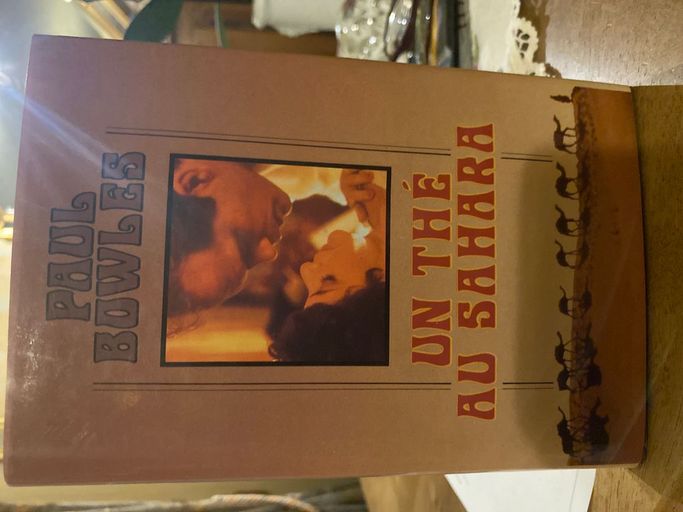 PAUL
BOWLES
UN THÉ
AU SAHARA